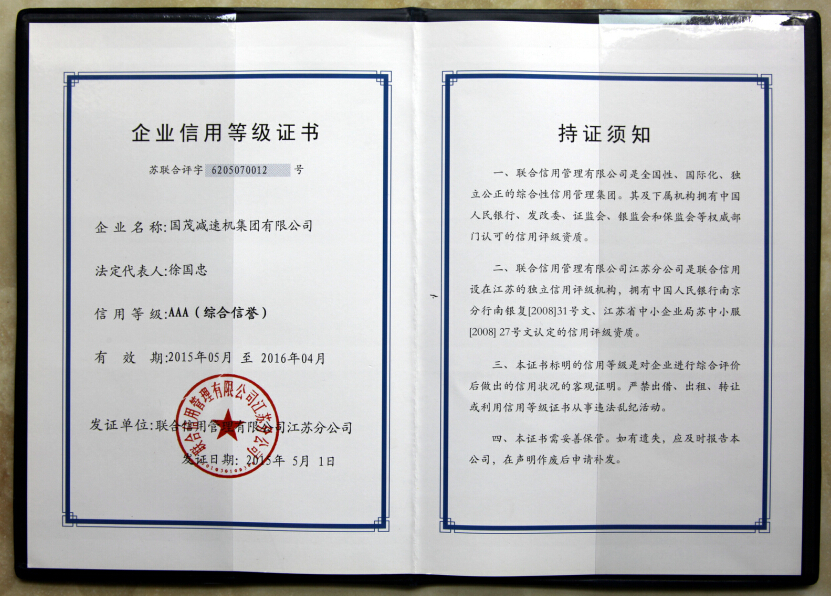 企业信用等级证书
苏联合评字 6205070012 号
企业名称:国茂减速机集团有限公司
法定代表人:徐国忠
信用等级:AAA(综合信誉)
有效期:2015年05月 至 2016年04月
发证单位:联合信用管理有限公司江苏分公司
发证日期: 2015年 5月 1日
联合信用管理有限公司江苏分公司
持证须知
一、联合信用管理有限公司是全国性、国际化、独
立公正的综合性信用管理集团。其及下属机构拥有中国
人民银行、发改委、证监会、银监会和保监会等权威部
门认可的信用评级资质。
二、联合信用管理有限公司江苏分公司是联合信用
设在江苏的独立信用评级机构，拥有中国人民银行南京
分行南银复[2008]31号文、江苏省中小企业局苏中小服
[2008] 27号文认定的信用评级资质。
三、本证书标明的信用等级是对企业进行综合评价
后做出的信用状况的客观证明。严禁出借、出租、转让
或利用信用等级证书从事违法乱纪活动。
四、本证书需妥善保管。如有遗失，应及时报告本
公司，在声明作废后申请补发。